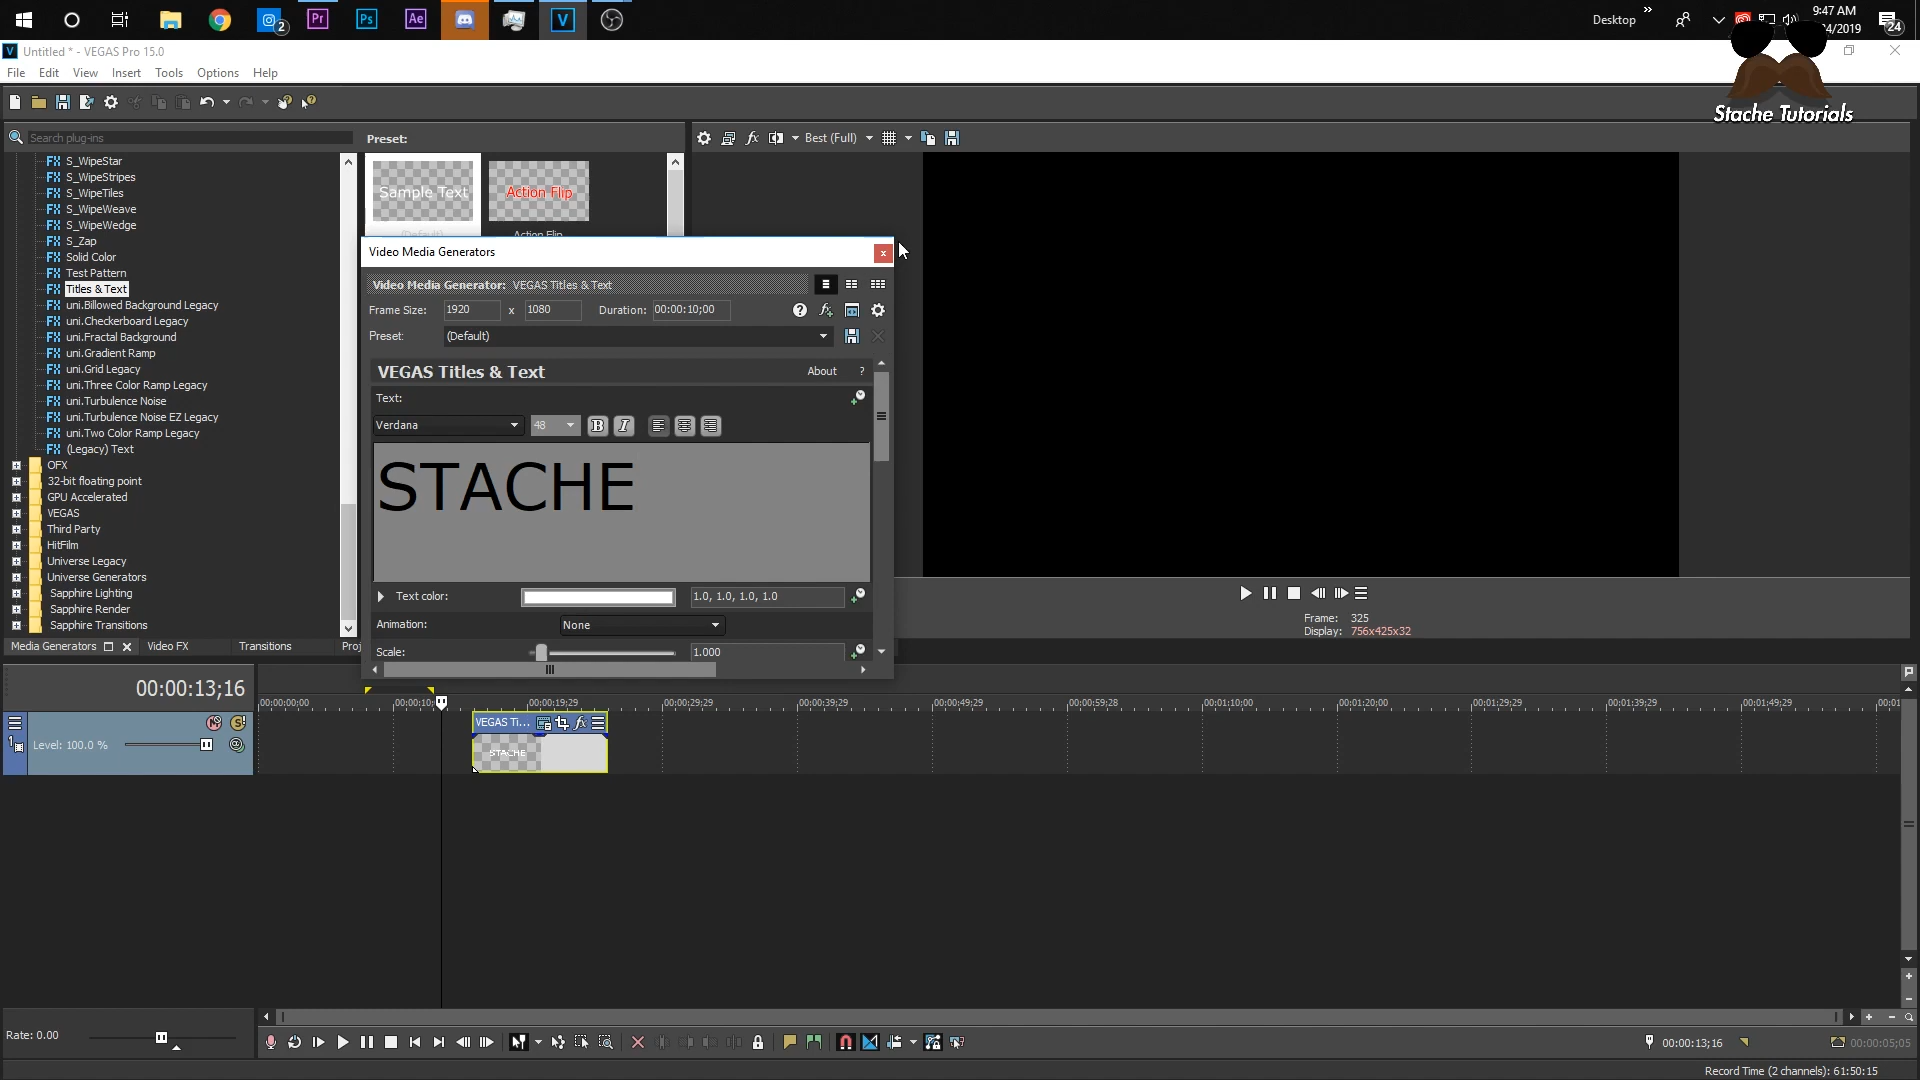 Pr
Ps
Ae
V
2
Desktop
9:47 AM
4/2019
24
Untitled * - VEGAS Pro 15.0
File Edit View Insert Tools Options Help
Stache Tutorials
Search plug-ins
Preset:
Best (Full)
S_WipeStar
S_WipeStripes
S_WipeTiles
S_WipeWeave
S_WipeWedge
S_Zap
Solid Color
Test Pattern
Titles & Text
uni.Billowed Background Legacy
uni.Checkerboard Legacy
uni.Fractal Background
uni.Gradient Ramp
uni.Grid Legacy
uni.Three Color Ramp Legacy
uni.Turbulence Noise
uni.Turbulence Noise EZ Legacy
uni.Two Color Ramp Legacy
(Legacy) Text
OFX
32-bit floating point
GPU Accelerated
VEGAS
Third Party
HitFilm
Universe Legacy
Universe Generators
Sapphire Lighting
Sapphire Render
Sapphire Transitions
Media Generators Video FX Transitions Proj
Sample Text
Action Flip
(Default)
Action Flip
Video Media Generators
Video Media Generator: VEGAS Titles & Text
Frame Size: 1920 x 1080 Duration: 00:00:10;00
Preset: (Default)
VEGAS Titles & Text About ?
Text:
Verdana 48 B I
STACHE
Text color: 1.0, 1.0, 1.0, 1.0
Animation: None
Scale: 1.000
Frame: 325
Display: 756x425x32
00:00:13;16
00:00:00;00 00:00:10; 00:00:19;29 00:00:29;29 00:00:39;29 00:00:49;29 00:00:59;28 00:01:10;00 00:01:20;00 00:01:29;29 00:01:39;29 00:01:49;29 00:01
VEGAS Ti... fx
STACHE
1
Level: 100.0 %
Rate: 0.00
00:00:13;16
00:00:05;05
Record Time (2 channels): 61:50:15